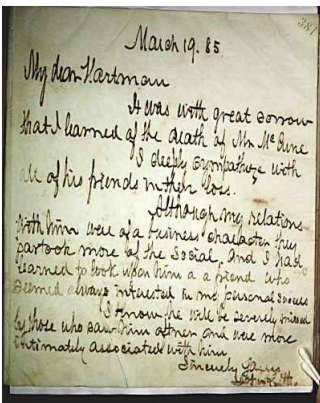 381
March 19. 85.
My dear Hartman
It was with great sorrow
that I learned of the death of Mr Mc
I deeply sympathize with
all of his friends in their loss.
Although my relations
with him were of a business character they
partook more of the social, and I had
learned to look upon him a a friend who
seemed always interested in my personal success
I know he will be severely missed
by those who saw him often and were more
intimately associated with him
Sincerely Yours